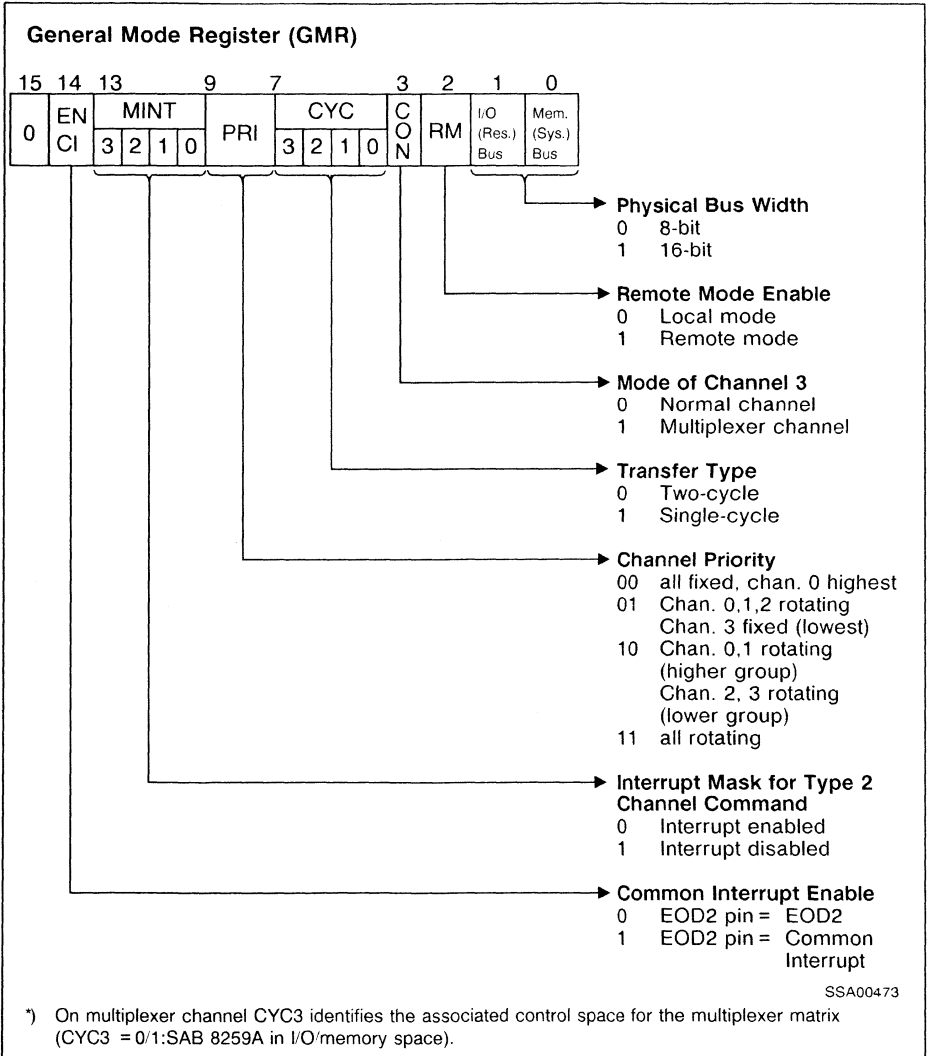 General Mode Register (GMR)
15 14 13 9 7 3 2 1 0
0 EN CI MINT 3 2 1 0 PRI CYC 3 2 1 0 CON RM I/O (Res.) Bus Mem. (Sys.) Bus
Physical Bus Width
0 8-bit
1 16-bit
Remote Mode Enable
0 Local mode
1 Remote mode
Mode of Channel 3
0 Normal channel
1 Multiplexer channel
Transfer Type
0 Two-cycle
1 Single-cycle
Channel Priority
00 all fixed, chan. 0 highest
01 Chan. 0,1,2 rotating
Chan. 3 fixed (lowest)
10 Chan. 0,1 rotating
(higher group)
Chan. 2, 3 rotating
(lower group)
11 all rotating
Interrupt Mask for Type 2
Channel Command
0 Interrupt enabled
1 Interrupt disabled
Common Interrupt Enable
0 EOD2 pin = EOD2
1 EOD2 pin = Common
Interrupt
SSA00473
*) On multiplexer channel CYC3 identifies the associated control space for the multiplexer matrix
(CYC3 = 0/1:SAB 8259A in I/O/memory space).